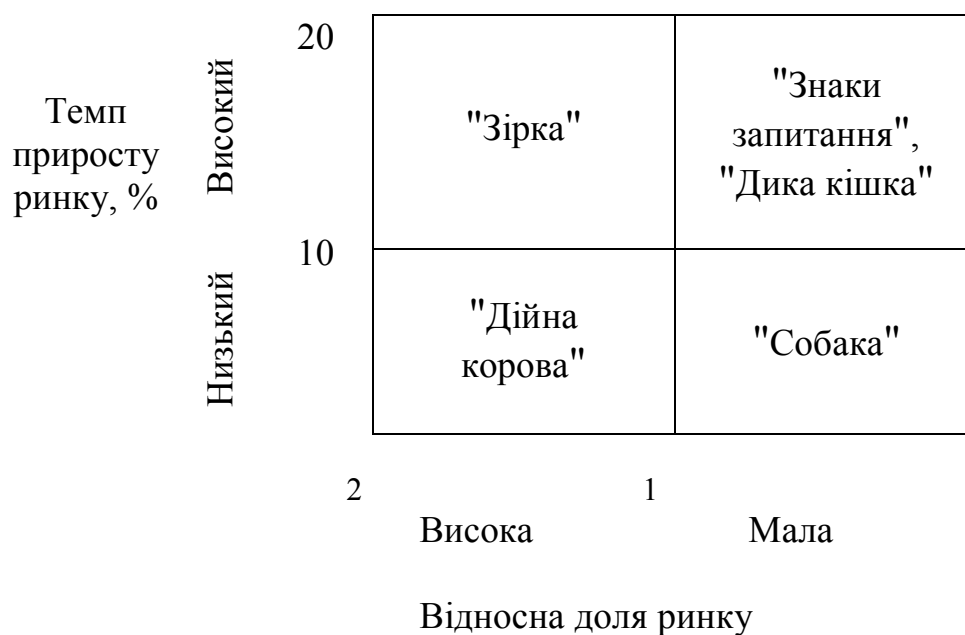 20
Темп
приросту
ринку, %
Високий
"Зірка"
"Знаки
запитання",
"Дика кішка"
10
Низький
"Дійна
корова"
"Собака"
2
1
Висока
Мала
Відносна доля ринку